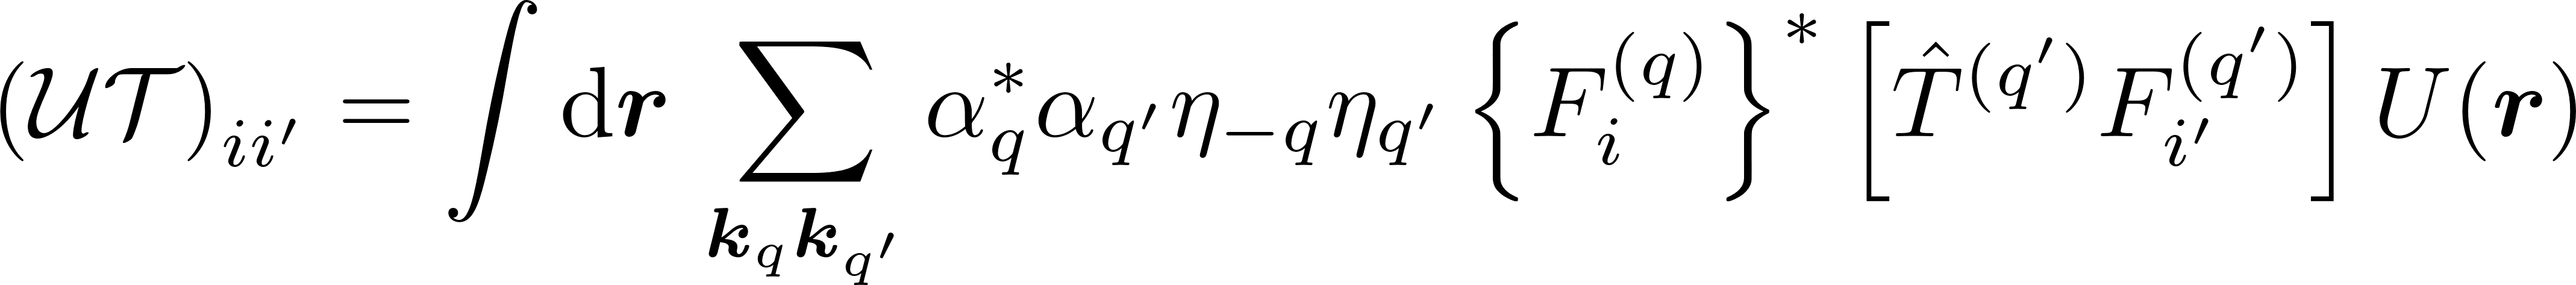 $(\mathcal{UT})_{ii'} = \int \mathrm{d}\boldsymbol{r} \sum_{\boldsymbol{k}_q \boldsymbol{k}_{q'}} \alpha_q^* \alpha_{q'} \eta_{-q} \eta_{q'} \left\{ F_i^{(q)} \right\}^* \left[ \hat{T}^{(q')} F_{i'}^{(q')} \right] U(\boldsymbol{r})$